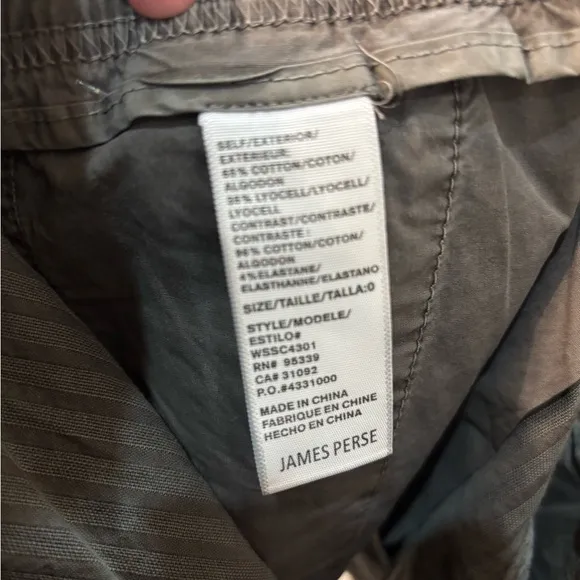 SELF/EXTERIOR/
EXTERIEUR:
65% COTTON/COTON/
ALGODON
35% LYOCELL/LYOCELL/
LYOCELL
CONTRAST/CONTRASTE/
CONTRASTE :
96% COTTON/COTON/
ALGODON
4%ELASTANE/
ELASTHANNE/ELASTANO
SIZE/TAILLE/TALLA:0
STYLE/MODELE/
ESTILO#
WSSC4301
RN# 95339
CA# 31092
P.O.#4331000
MADE IN CHINA
FABRIQUE EN CHINE
HECHO EN CHINA
JAMES PERSE